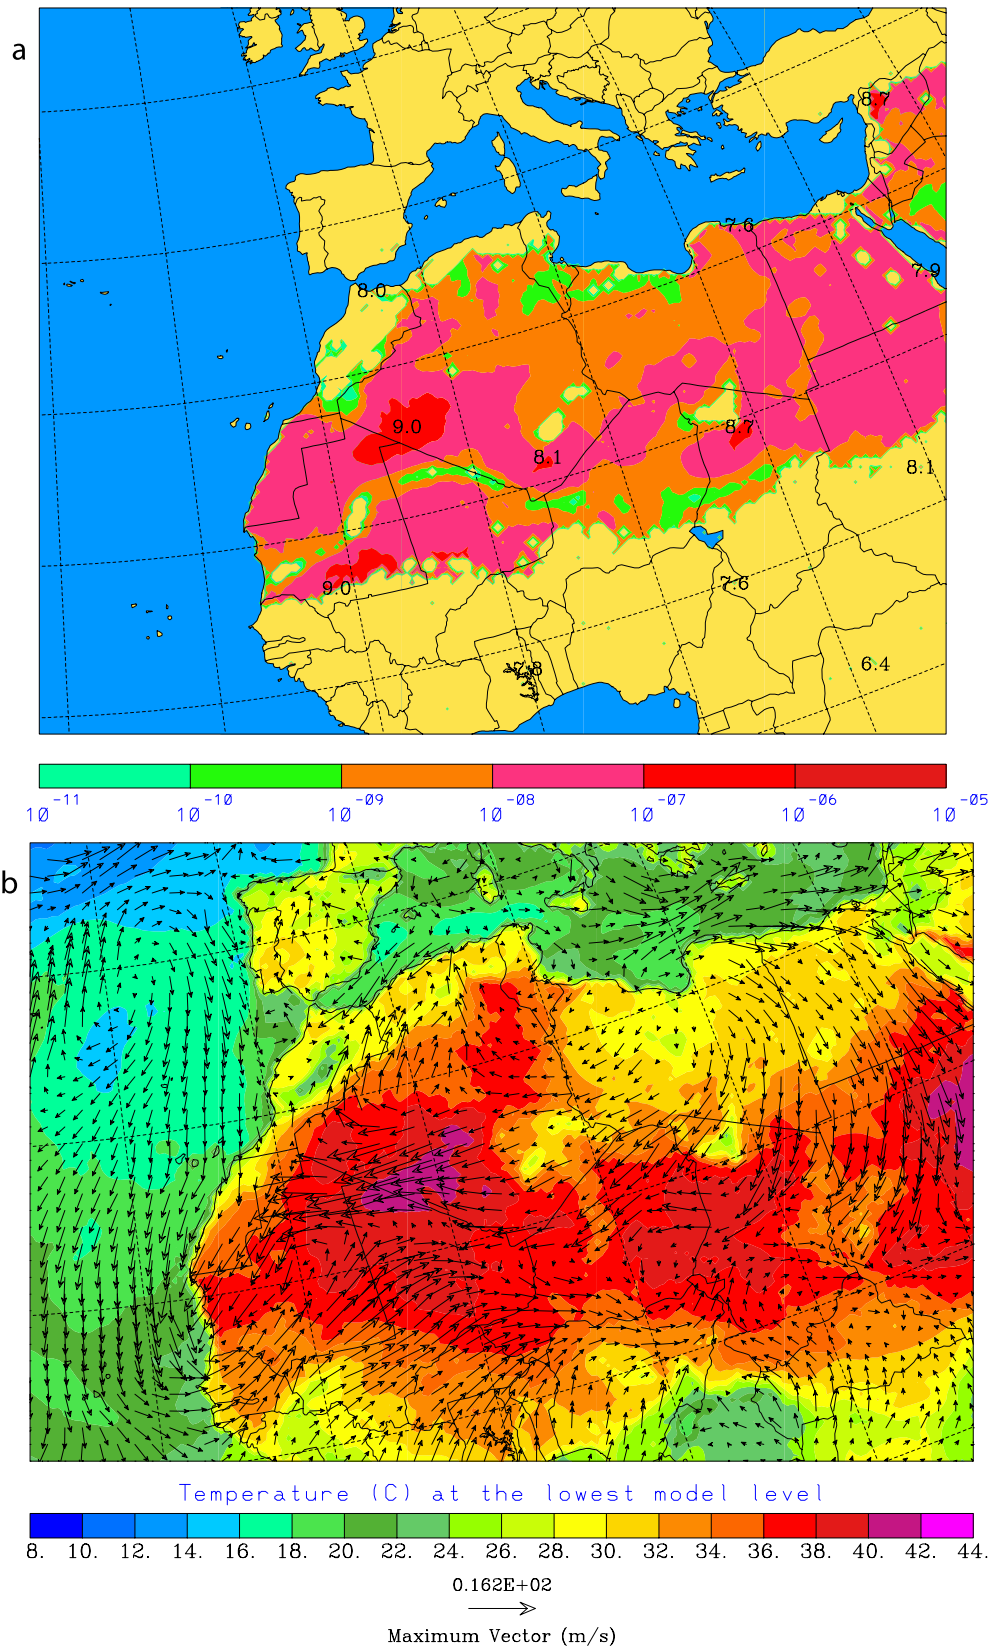 a
8.7
7.6
7.9
8.0
9.0
8.7
8.1
8.1
9.0
7.6
7.8
6.4
10-11 10-10 10-09 10-08 10-07 10-06 10-05
b
Temperature (C) at the lowest model level
8. 10. 12. 14. 16. 18. 20. 22. 24. 26. 28. 30. 32. 34. 36. 38. 40. 42. 44.
0.162E+02
Maximum Vector (m/s)